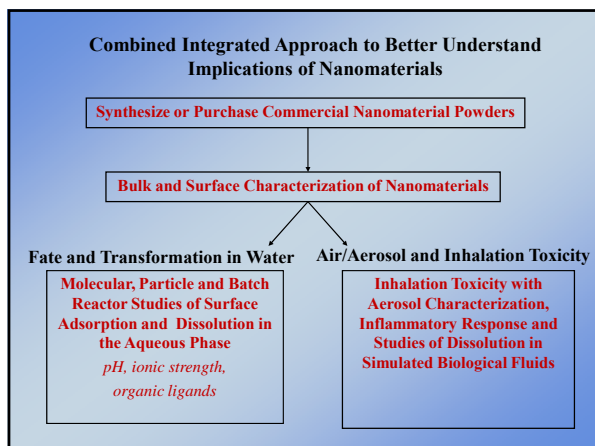 Combined Integrated Approach to Better Understand
Implications of Nanomaterials
Synthesize or Purchase Commercial Nanomaterial Powders
Bulk and Surface Characterization of Nanomaterials
Fate and Transformation in Water
Molecular, Particle and Batch
Reactor Studies of Surface
Adsorption and Dissolution in
the Aqueous Phase
pH, ionic strength,
organic ligands
Air/Aerosol and Inhalation Toxicity
Inhalation Toxicity with
Aerosol Characterization,
Inflammatory Response and
Studies of Dissolution in
Simulated Biological Fluids